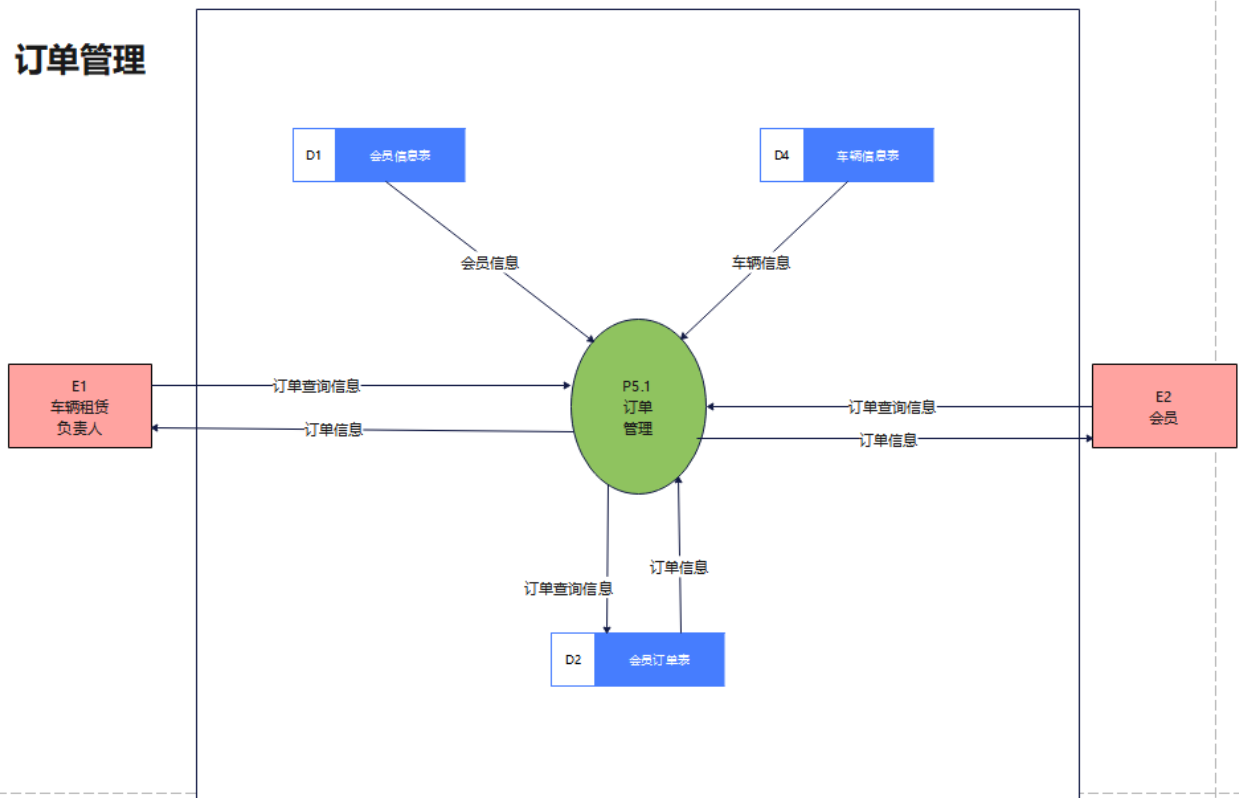 订单管理
D1
会员信息表
D4
车辆信息表
会员信息
车辆信息
E1
车辆租赁
负责人
订单查询信息
订单信息
P5.1
订单
管理
订单查询信息
订单信息
E2
会员
订单查询信息
订单信息
D2
会员订单表